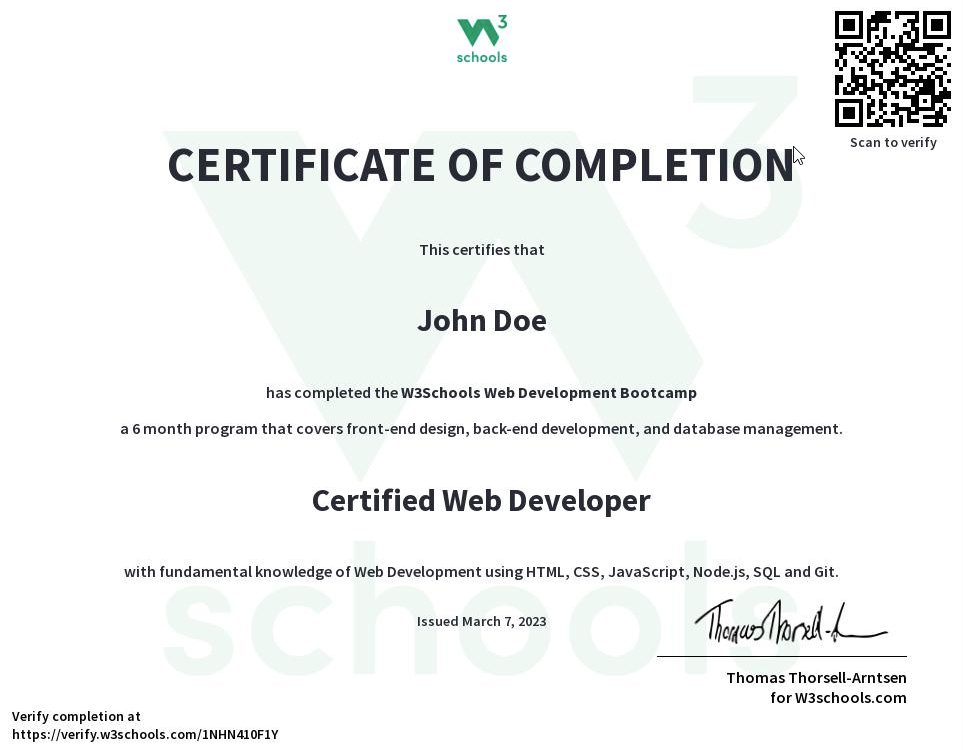 3
schools
Scan to verify
CERTIFICATE OF COMPLETION
This certifies that
John Doe
has completed the W3Schools Web Development Bootcamp
a 6 month program that covers front-end design, back-end development, and database management.
Certified Web Developer
with fundamental knowledge of Web Development using HTML, CSS, JavaScript, Node.js, SQL and Git.
Issued March 7, 2023
Thomas Thorsell-A
Thomas Thorsell-Arntsen
for W3schools.com
Verify completion at
https://verify.w3schools.com/1NHN410F1Y